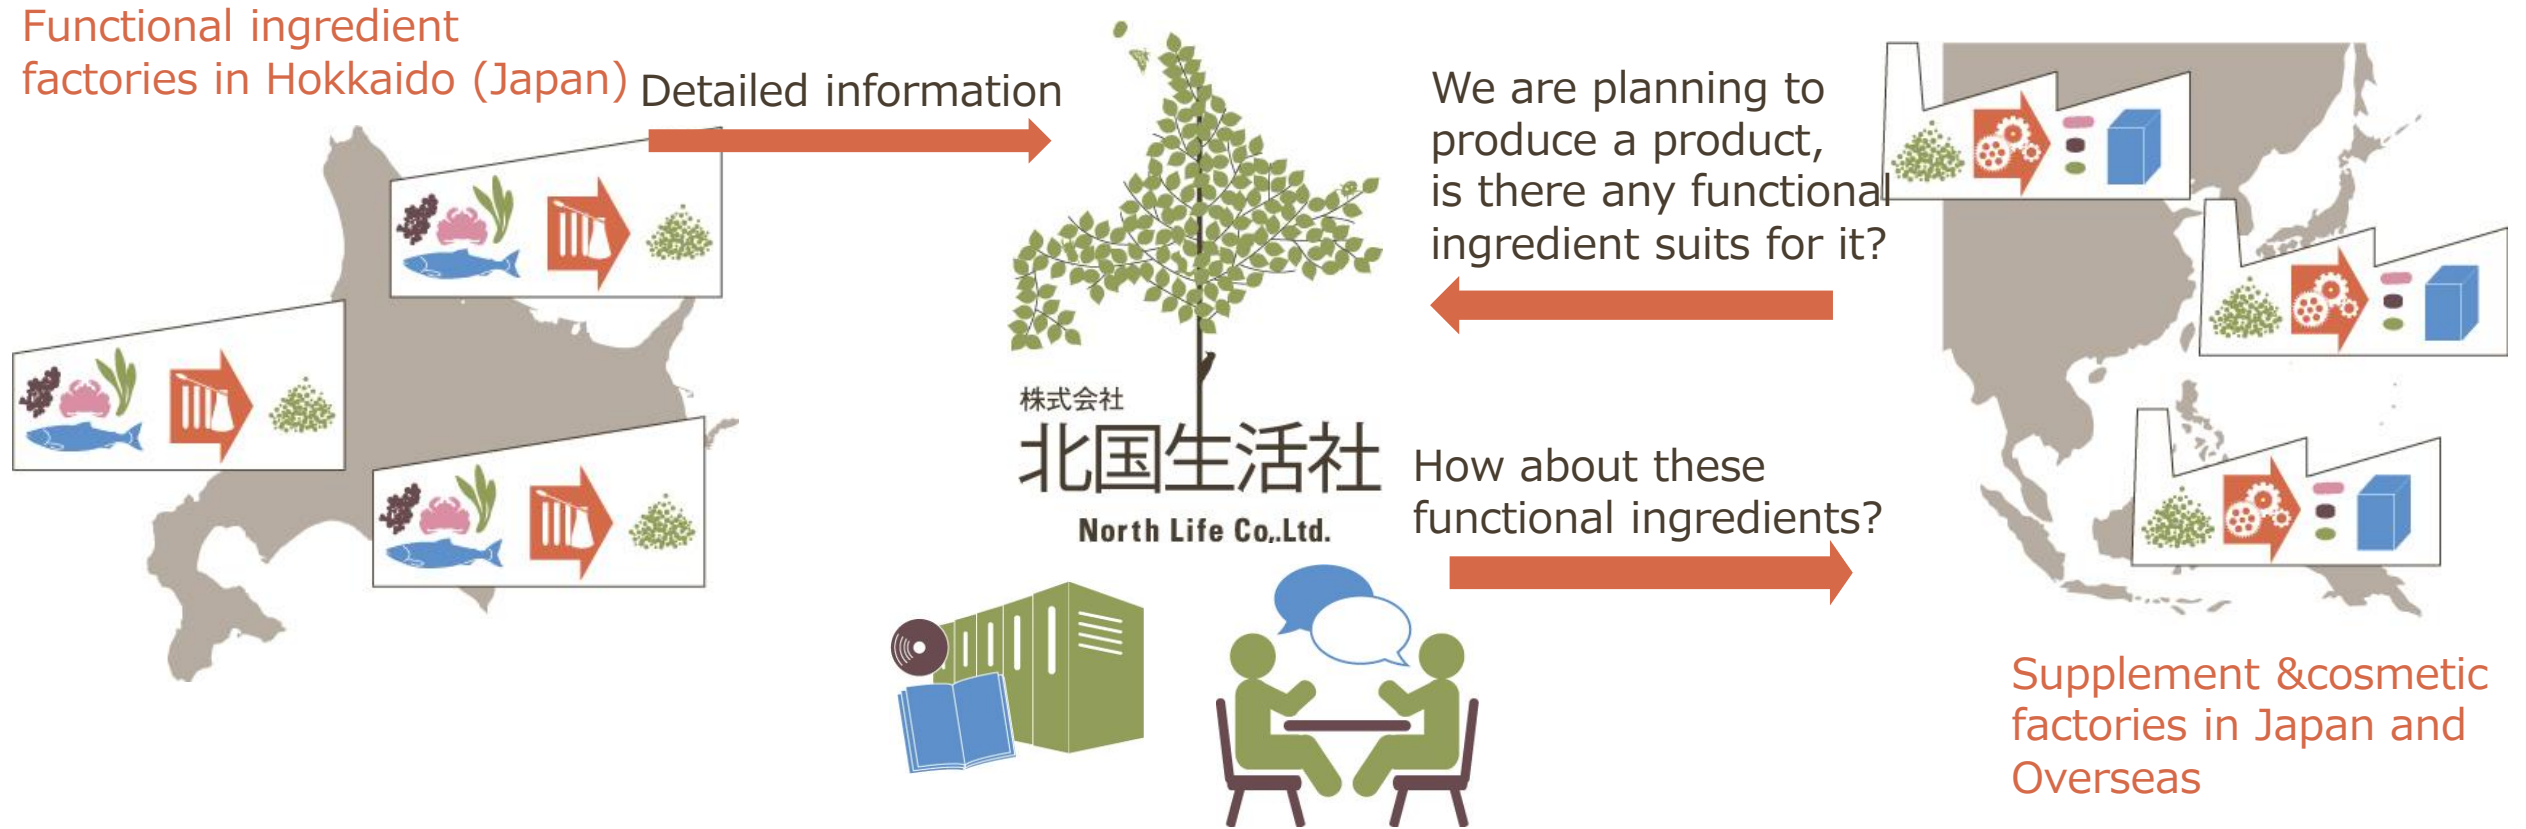 Functional ingredient
factories in Hokkaido (Japan)
Detailed information
We are planning to
produce a product,
is there any functional
ingredient suits for it?
株式会社
北国生活社
North Life Co,.Ltd.
How about these
functional ingredients?
Supplement &cosmetic
factories in Japan and
Overseas